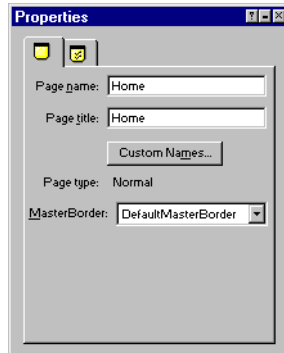 Properties
Page name: Home
Page title: Home
Custom Names...
Page type: Normal
MasterBorder: DefaultMasterBorder